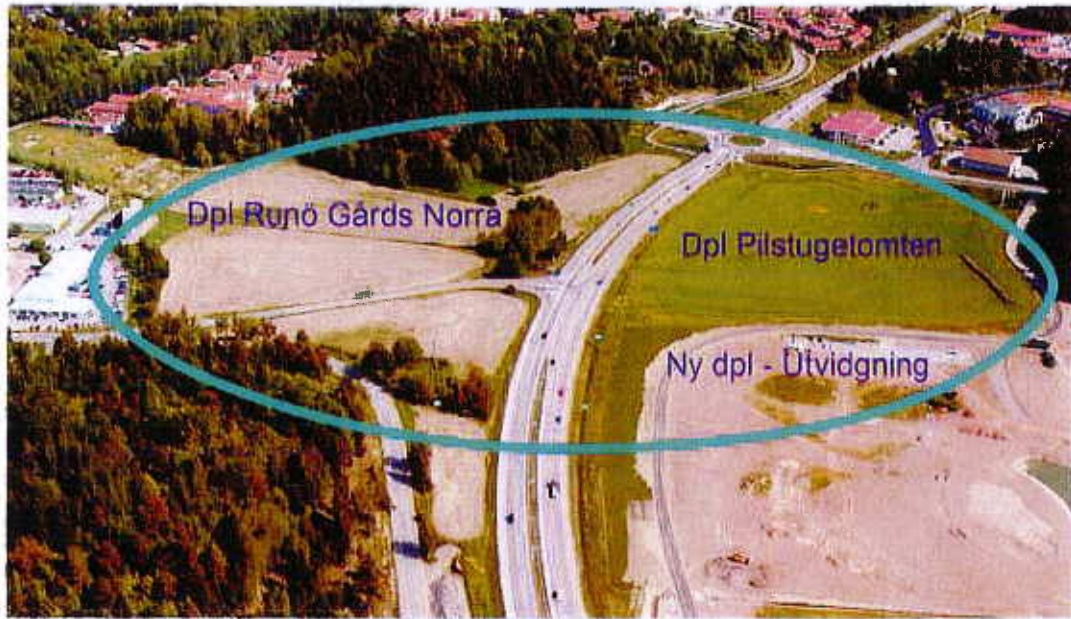 Dpl Runö Gårds Norra
Dpl Pilstugetomten
Ny dpl - Utvidgning